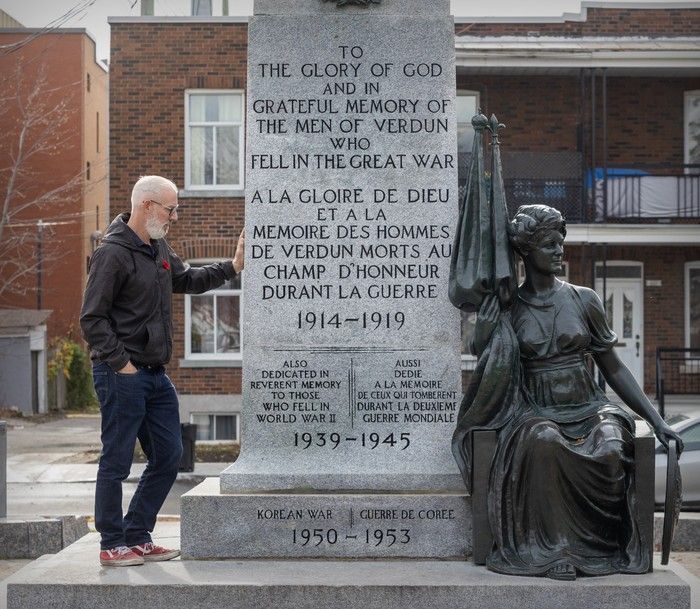 TO
THE GLORY OF GOD
AND IN
GRATEFUL MEMORY OF
THE MEN OF VERDUN
WHO
FELL IN THE GREAT WAR
A LA GLOIRE DE DIEU
ET A LA
MEMOIRE DES HOMMES
DE VERDUN MORTS AU
CHAMP D'HONNEUR
DURANT LA GUERRE
1914-1919
ALSO
DEDICATED IN
REVERENT MEMORY
TO THOSE
WHO FELL IN
WORLD WAR II
AUSSI
DEDIE
A LA MEMOIRE
DE CEUX QUI TOMBERENT
DURANT LA DEUXIEME
GUERRE MONDIALE
1939-1945
KOREAN WAR
GUERRE DE COREE
1950-1953